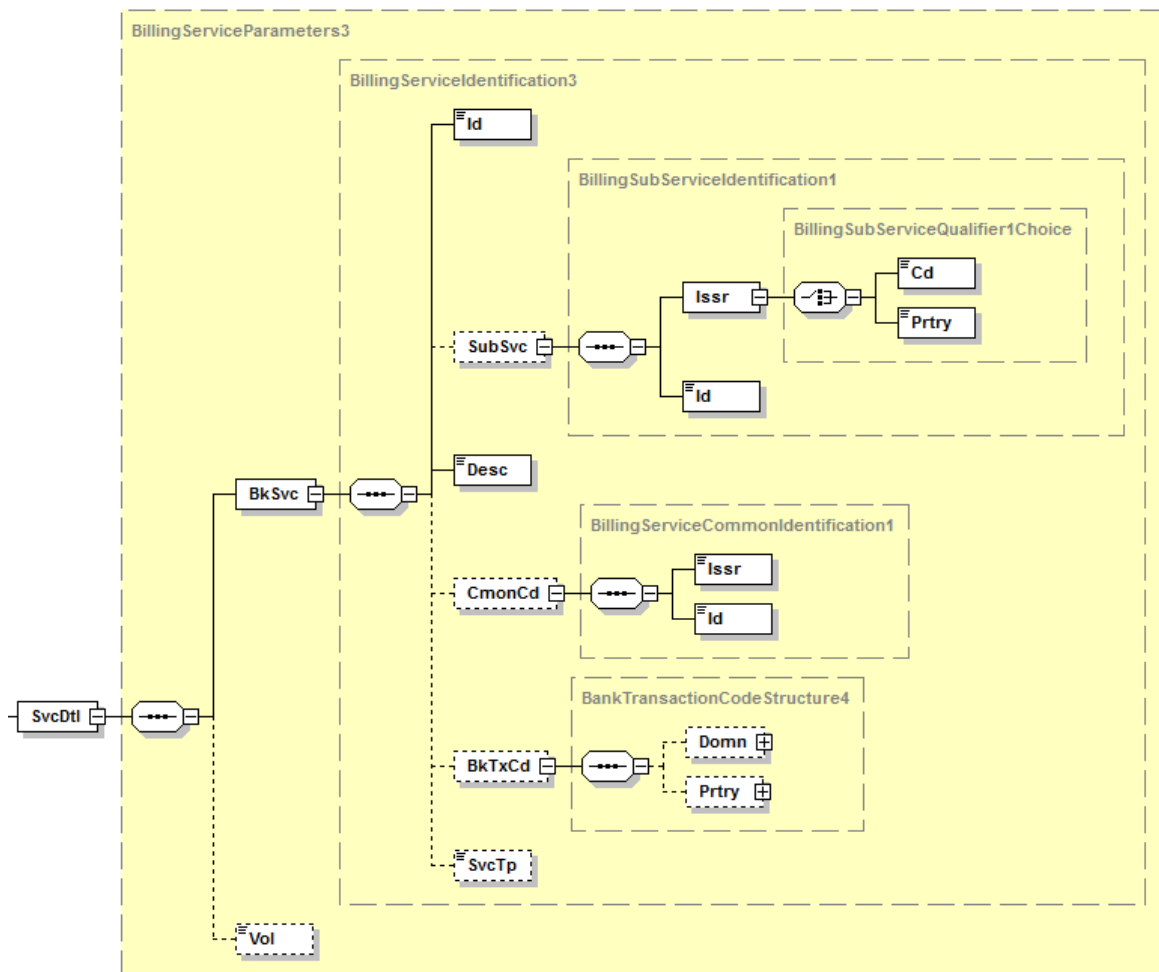 BillingServiceParameters3
BillingServiceIdentification3
Id
BillingSubServiceIdentification1
BillingSubServiceQualifier1Choice
Cd
Issr
Prtry
SubSvc
Id
Desc
BkSvc
BillingServiceCommonIdentification1
Issr
CmonCd
Id
BankTransactionCodeStructure4
SvcDtl
Domn
BkTxCd
Prtry
SvcTp
Vol